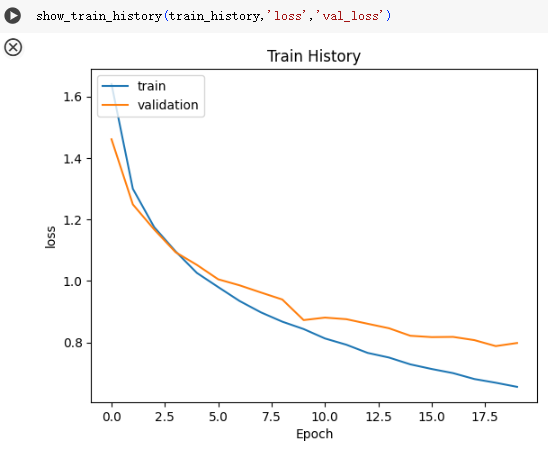 show_train_history(train_history,'loss','val_loss')
Train History
train
validation
1.6
1.4
1.2
1.0
0.8
loss
0.0 2.5 5.0 7.5 10.0 12.5 15.0 17.5
Epoch